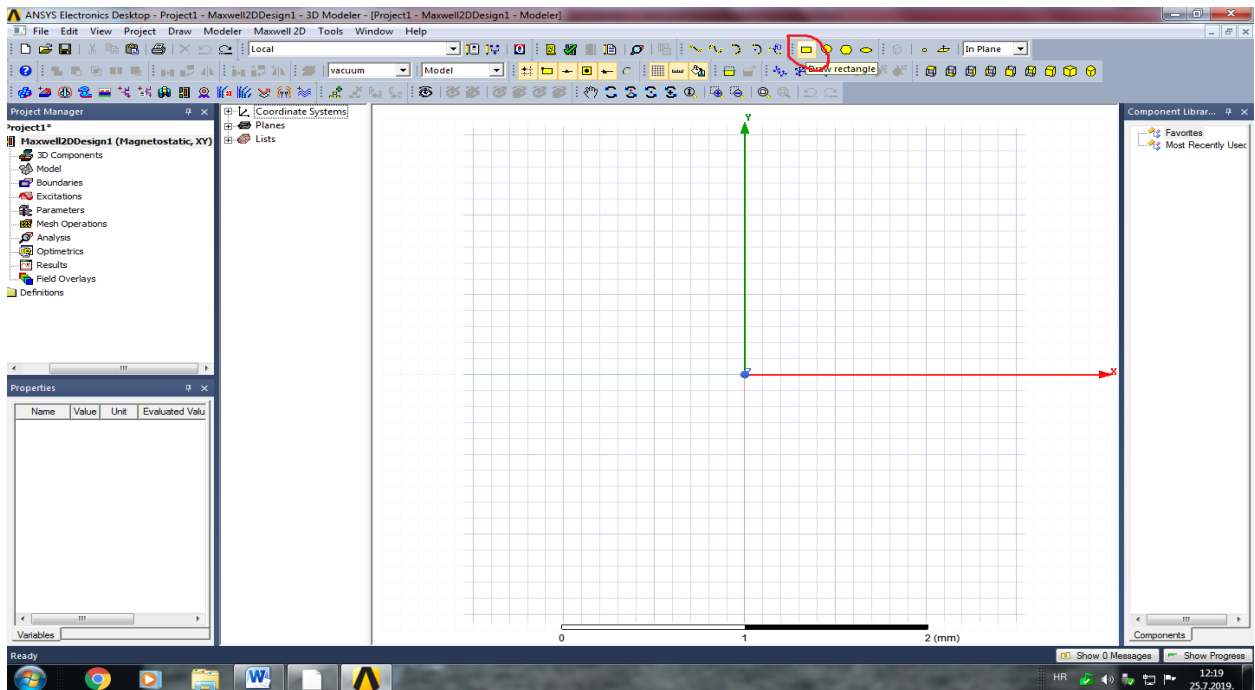 ANSYS Electronics Desktop - Project1 - Maxwell2DDesign1 - 3D Modeler - [Project1 - Maxwell2DDesign1 - Modeler]
File Edit View Project Draw Modeler Maxwell 2D Tools Window Help
Local
In Plane
vacuum
Model
Draw rectangle
Project Manager
Project1*
Maxwell2DDesign1 (Magnetostatic, XY)
3D Components
Model
Boundaries
Excitations
Parameters
Mesh Operations
Analysis
Optimetrics
Results
Field Overlays
Definitions
Properties
Name Value Unit Evaluated Valu
Variables
Coordinate Systems
Planes
Lists
Y
X
Z
0 1 2 (mm)
Component Librar...
Favorites
Most Recently Usec
Components
Ready
Show 0 Messages Show Progress
HR
12:19
25.7.2019.